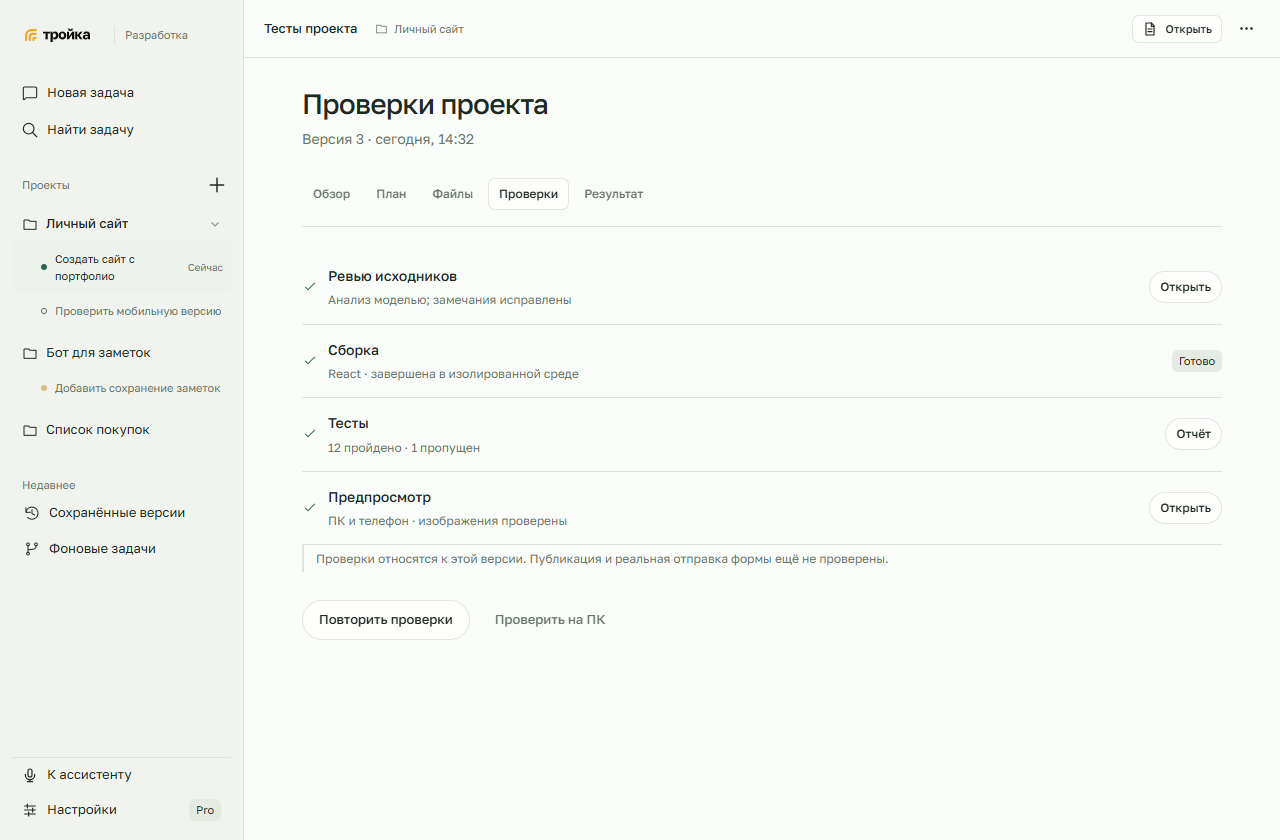 тройка
Разработка
Новая задача
Найти задачу
Проекты
Личный сайт
Создать сайт с
портфолио
Сейчас
Проверить мобильную версию
Бот для заметок
Добавить сохранение заметок
Список покупок
Недавнее
Сохранённые версии
Фоновые задачи
К ассистенту
Настройки
Pro
Тесты проекта
Личный сайт
Открыть
Проверки проекта
Версия 3 · сегодня, 14:32
Обзор
План
Файлы
Проверки
Результат
Ревью исходников
Анализ моделью; замечания исправлены
Открыть
Сборка
React · завершена в изолированной среде
Готово
Тесты
12 пройдено · 1 пропущен
Отчёт
Предпросмотр
ПК и телефон · изображения проверены
Открыть
Проверки относятся к этой версии. Публикация и реальная отправка формы ещё не проверены.
Повторить проверки
Проверить на ПК